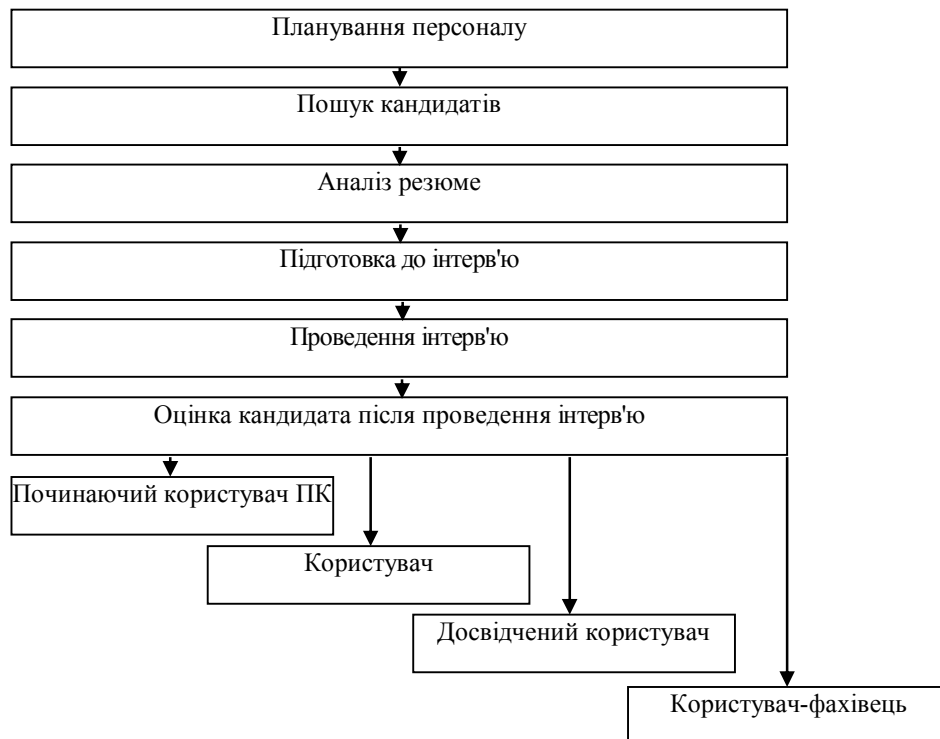 Планування персоналу
Пошук кандидатів
Аналіз резюме
Підготовка до інтерв'ю
Проведення інтерв'ю
Оцінка кандидата після проведення інтерв'ю
Починаючий користувач ПК
Користувач
Досвідчений користувач
Користувач-фахівець